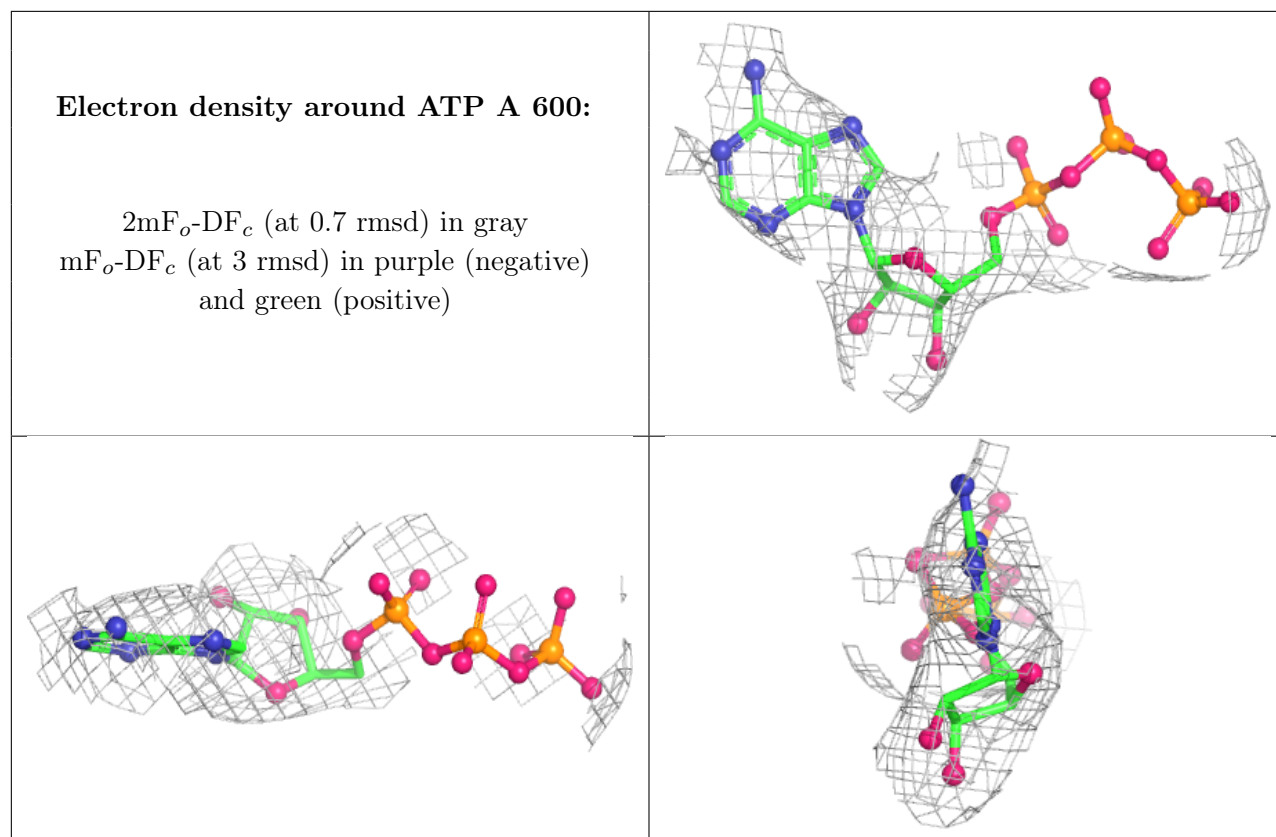 Electron density around ATP A 600:
2mFₒ-DF𝒸 (at 0.7 rmsd) in gray
mFₒ-DF𝒸 (at 3 rmsd) in purple (negative)
and green (positive)